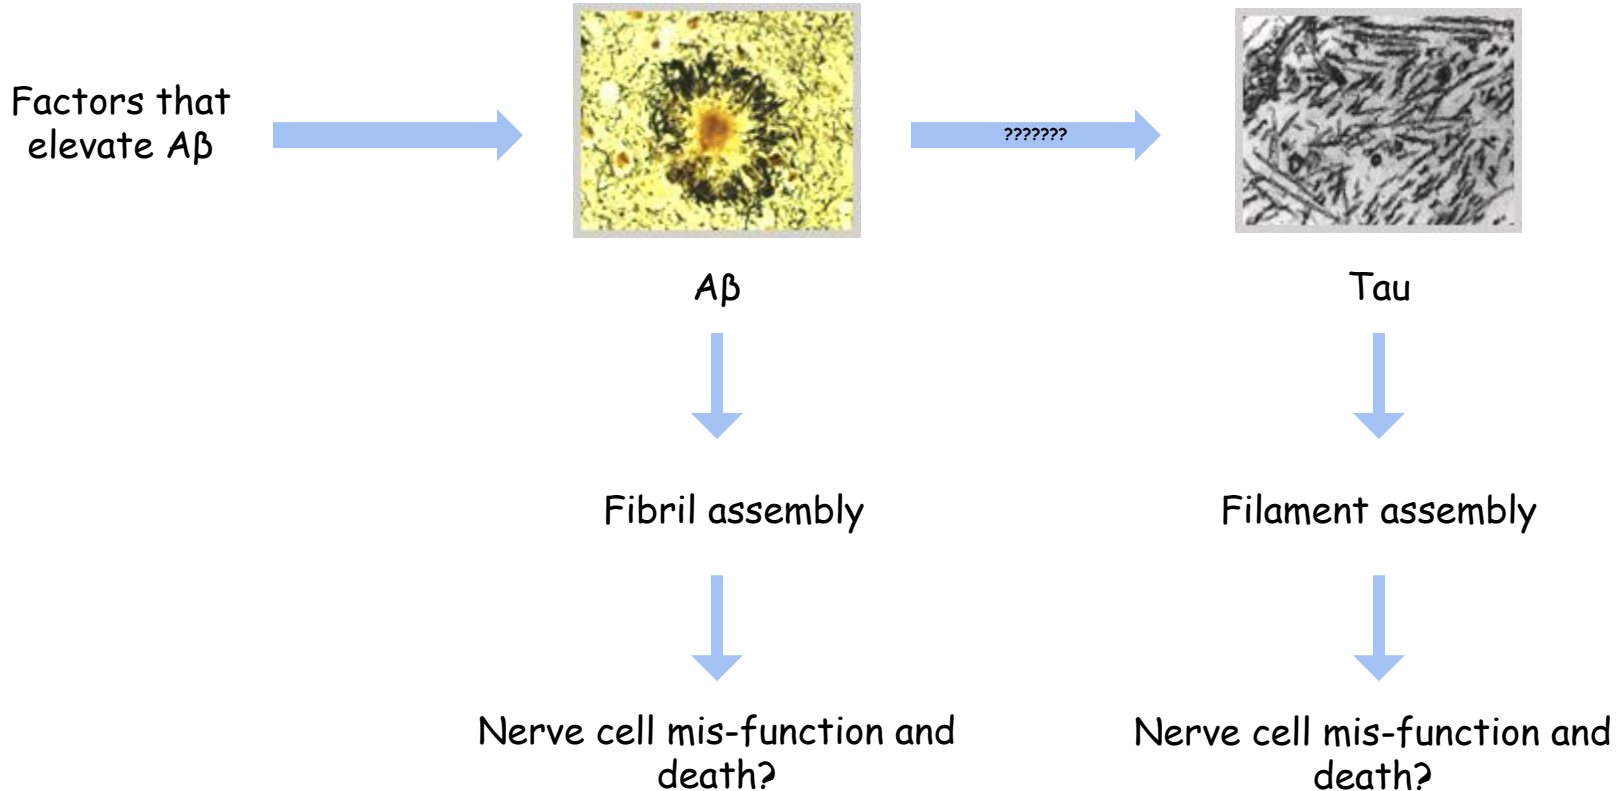 Factors that
elevate Aβ
???????
Aβ
Tau
Fibril assembly
Filament assembly
Nerve cell mis-function and
death?
Nerve cell mis-function and
death?